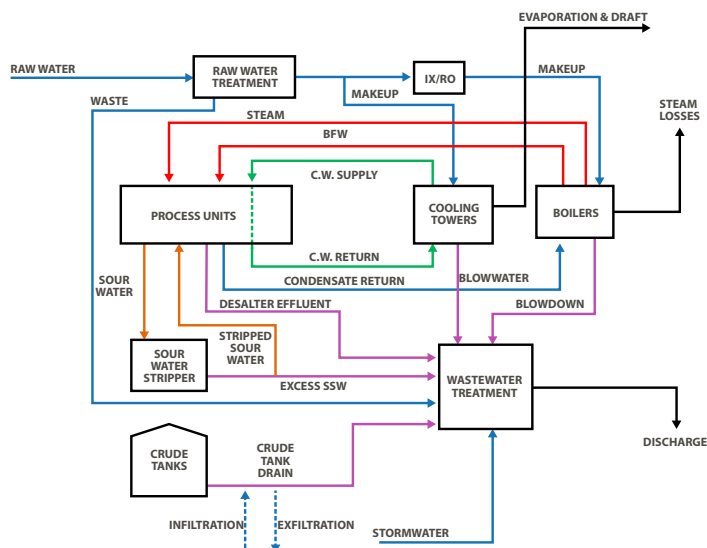 EVAPORATION & DRAFT
RAW WATER
RAW WATER
TREATMENT
IX/RO
MAKEUP
WASTE
MAKEUP
STEAM
LOSSES
STEAM
BFW
C.W. SUPPLY
PROCESS UNITS
COOLING
TOWERS
BOILERS
C.W. RETURN
SOUR
WATER
CONDENSATE RETURN
BLOWWATER
DESALTER EFFLUENT
BLOWDOWN
STRIPPED
SOUR
WATER
SOUR
WATER
STRIPPER
EXCESS SSW
WASTEWATER
TREATMENT
CRUDE
TANKS
CRUDE
TANK
DRAIN
DISCHARGE
INFILTRATION
EXFILTRATION
STORMWATER